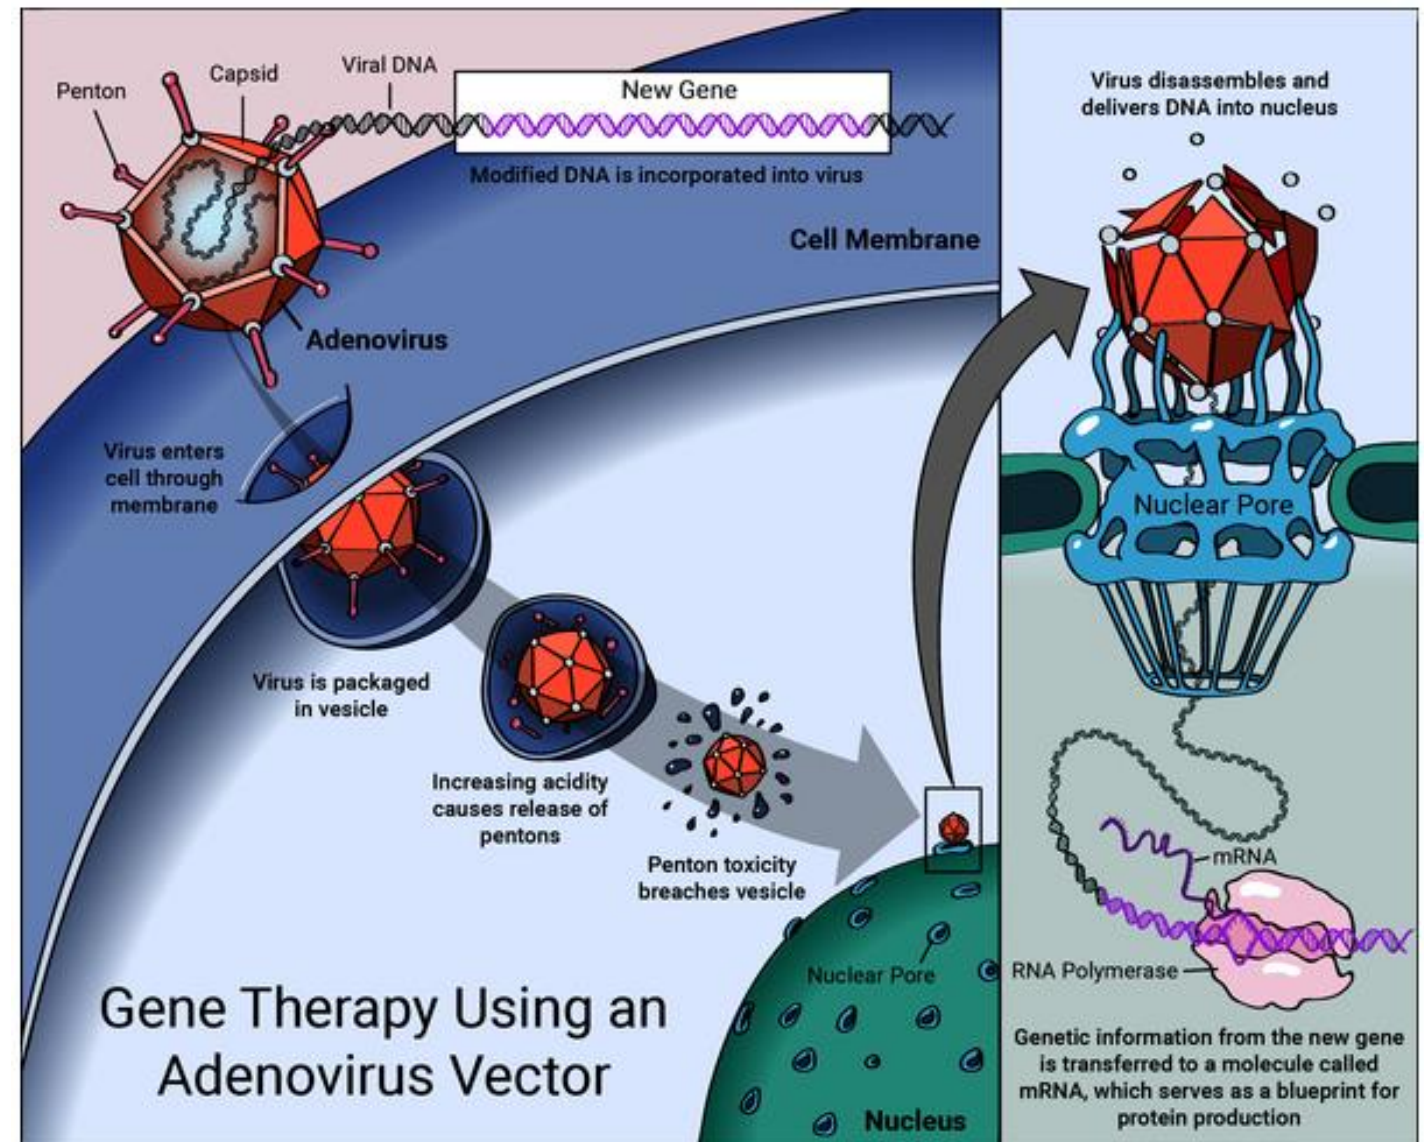 Penton
Capsid
Viral DNA
New Gene
Modified DNA is incorporated into virus
Cell Membrane
Adenovirus
Virus enters
cell through
membrane
Virus is packaged
in vesicle
Increasing acidity
causes release of
pentons
Penton toxicity
breaches vesicle
Nuclear Pore
Nucleus
Gene Therapy Using an
Adenovirus Vector
Virus disassembles and
delivers DNA into nucleus
Nuclear Pore
mRNA
RNA Polymerase
Genetic information from the new gene
is transferred to a molecule called
mRNA, which serves as a blueprint for
protein production